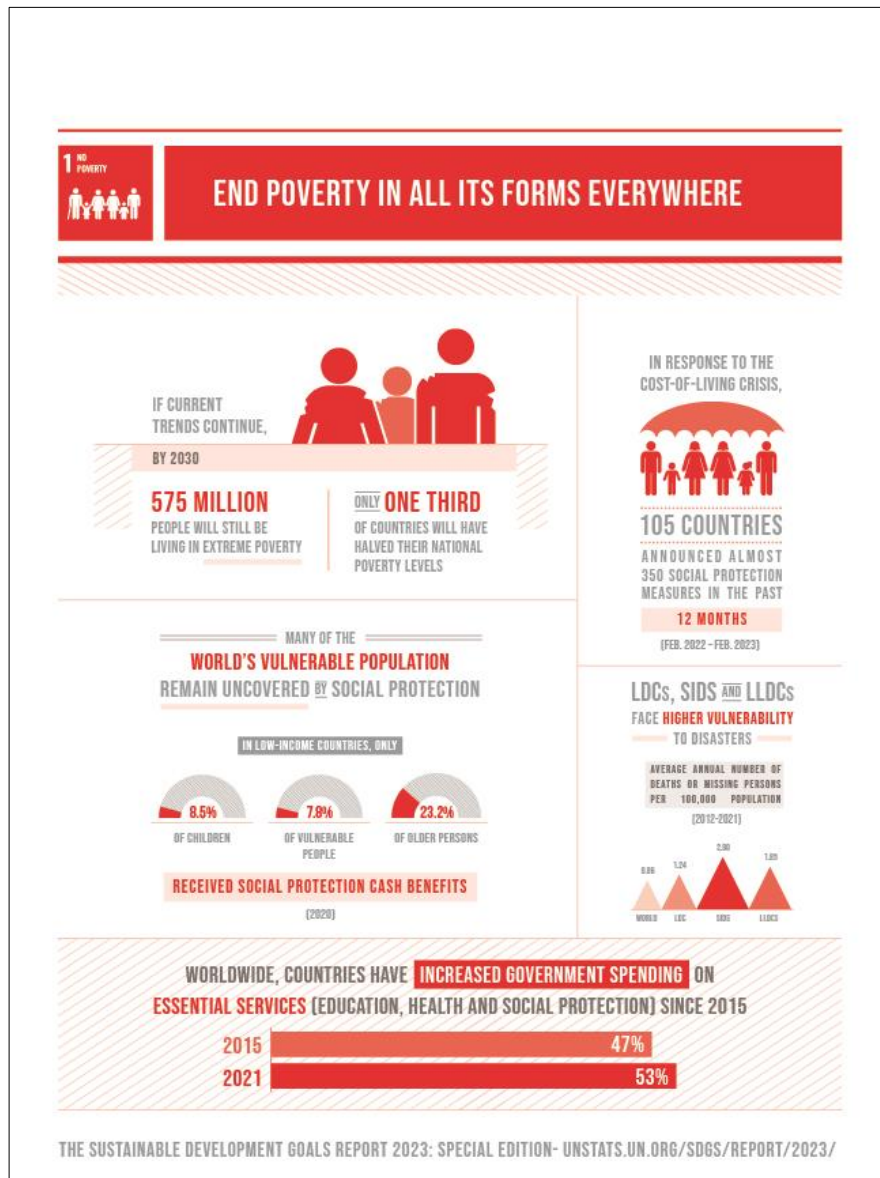 1 NO
POVERTY
END POVERTY IN ALL ITS FORMS EVERYWHERE
IF CURRENT
TRENDS CONTINUE,
BY 2030
575 MILLION
PEOPLE WILL STILL BE
LIVING IN EXTREME POVERTY
ONLY ONE THIRD
OF COUNTRIES WILL HAVE
HALVED THEIR NATIONAL
POVERTY LEVELS
IN RESPONSE TO THE
COST-OF-LIVING CRISIS,
105 COUNTRIES
ANNOUNCED ALMOST
350 SOCIAL PROTECTION
MEASURES IN THE PAST
12 MONTHS
(FEB. 2022 – FEB. 2023)
MANY OF THE
WORLD'S VULNERABLE POPULATION
REMAIN UNCOVERED BY SOCIAL PROTECTION
IN LOW-INCOME COUNTRIES, ONLY
8.5%
OF CHILDREN
7.8%
OF VULNERABLE
PEOPLE
23.2%
OF OLDER PERSONS
RECEIVED SOCIAL PROTECTION CASH BENEFITS
(2020)
LDCs, SIDS AND LLDCs
FACE HIGHER VULNERABILITY
TO DISASTERS
AVERAGE ANNUAL NUMBER OF
DEATHS OR MISSING PERSONS
PER 100,000 POPULATION
(2012-2021)
1.24
WORLD LDC SIDS LLDCS
WORLDWIDE, COUNTRIES HAVE INCREASED GOVERNMENT SPENDING ON
ESSENTIAL SERVICES (EDUCATION, HEALTH AND SOCIAL PROTECTION) SINCE 2015
2015 47%
2021 53%
THE SUSTAINABLE DEVELOPMENT GOALS REPORT 2023: SPECIAL EDITION- UNSTATS.UN.ORG/SDGS/REPORT/2023/